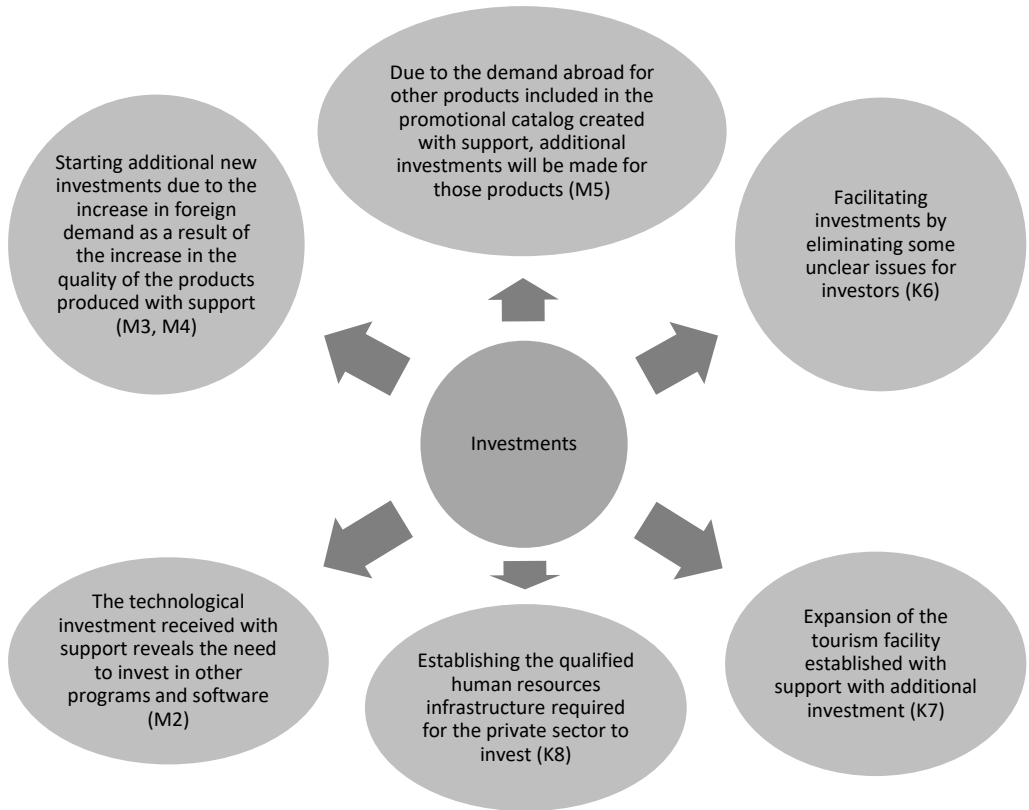 Due to the demand abroad for
other products included in the
promotional catalog created
with support, additional
investments will be made for
those products (M5)
Starting additional new
investments due to the
increase in foreign
demand as a result of
the increase in the
quality of the products
produced with support
(M3, M4)
Facilitating
investments by
eliminating some
unclear issues for
investors (K6)
Investments
The technological
investment received with
support reveals the need
to invest in other
programs and software
(M2)
Establishing the qualified
human resources
infrastructure required
for the private sector to
invest (K8)
Expansion of the
tourism facility
established with
support with additional
investment (K7)